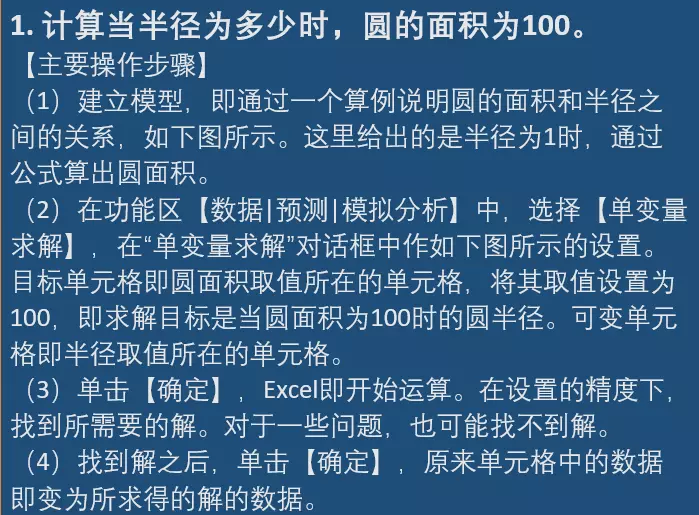 1. 计算当半径为多少时，圆的面积为100。
【主要操作步骤】
（1）建立模型，即通过一个算例说明圆的面积和半径之
间的关系，如下图所示。这里给出的是半径为1时，通过
公式算出圆面积。
（2）在功能区【数据|预测|模拟分析】中，选择【单变量
求解】，在“单变量求解”对话框中作如下图所示的设置。
目标单元格即圆面积取值所在的单元格，将其取值设置为
100，即求解目标是当圆面积为100时的圆半径。可变单元
格即半径取值所在的单元格。
（3）单击【确定】，Excel即开始运算。在设置的精度下，
找到所需要的解。对于一些问题，也可能找不到解。
（4）找到解之后，单击【确定】，原来单元格中的数据
即变为所求得的解的数据。